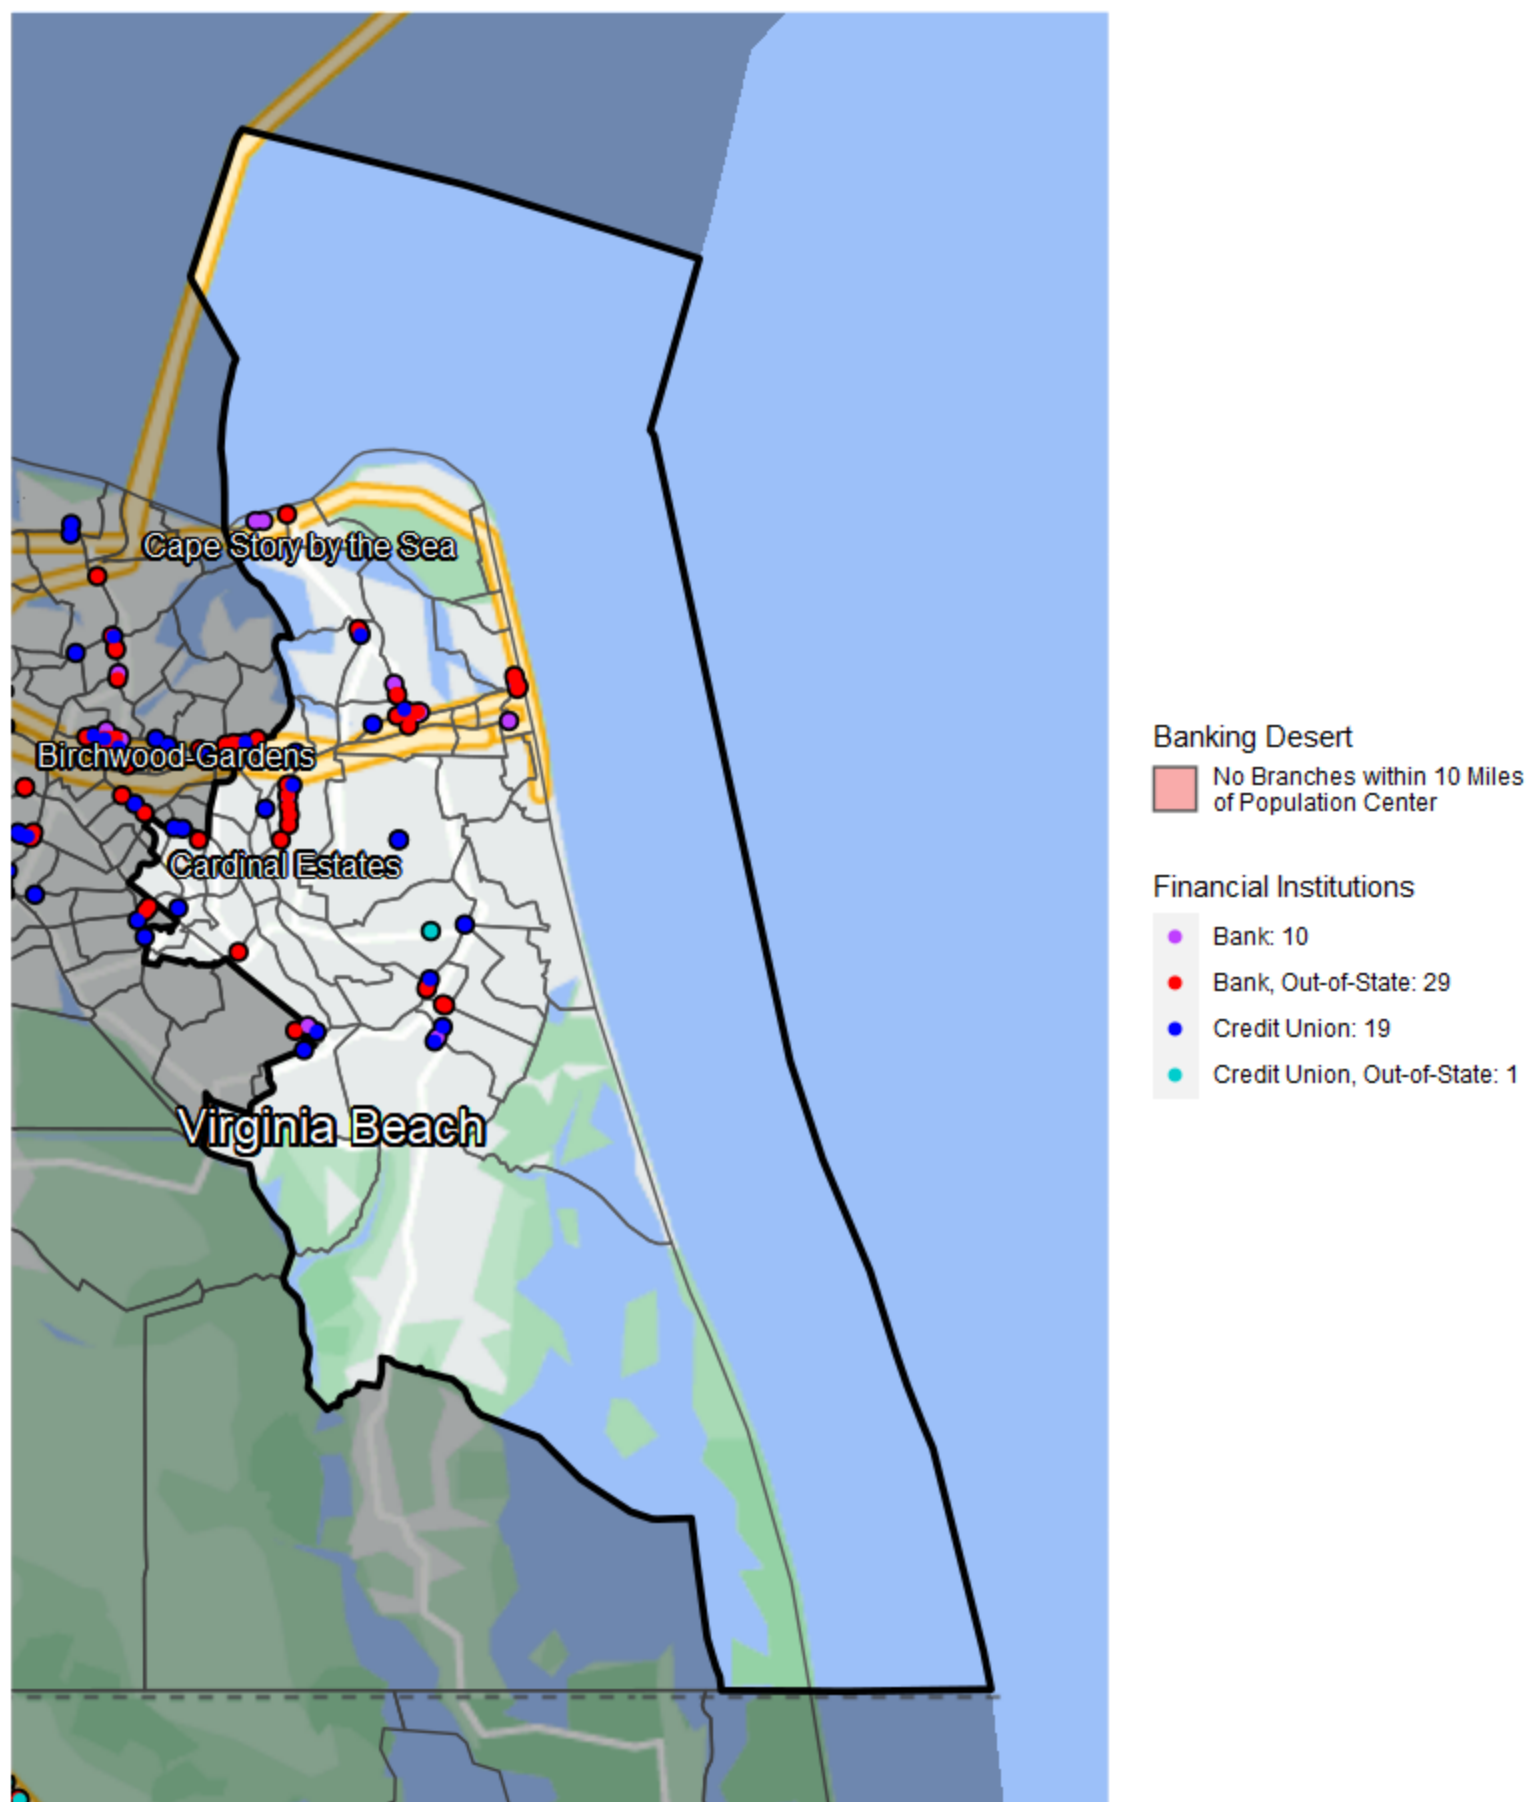 Cape Story by the Sea
Birchwood-Gardens
Cardinal Estates
Virginia Beach
Banking Desert
No Branches within 10 Miles
of Population Center
Financial Institutions
Bank: 10
Bank, Out-of-State: 29
Credit Union: 19
Credit Union, Out-of-State: 1